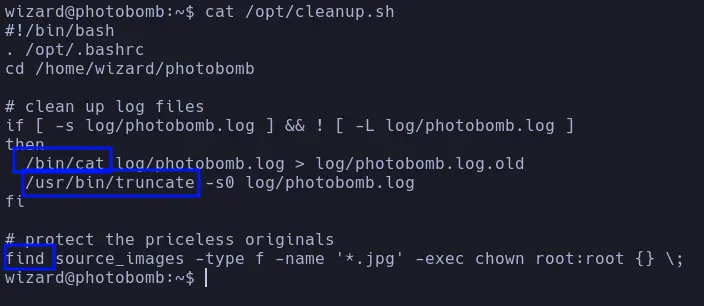 wizard@photobomb:~$ cat /opt/cleanup.sh
#!/bin/bash
. /opt/.bashrc
cd /home/wizard/photobomb

# clean up log files
if [ -s log/photobomb.log ] && ! [ -L log/photobomb.log ]
then
  /bin/cat log/photobomb.log > log/photobomb.log.old
  /usr/bin/truncate -s0 log/photobomb.log
fi

# protect the priceless originals
find source_images -type f -name '*.jpg' -exec chown root:root {} \;
wizard@photobomb:~$